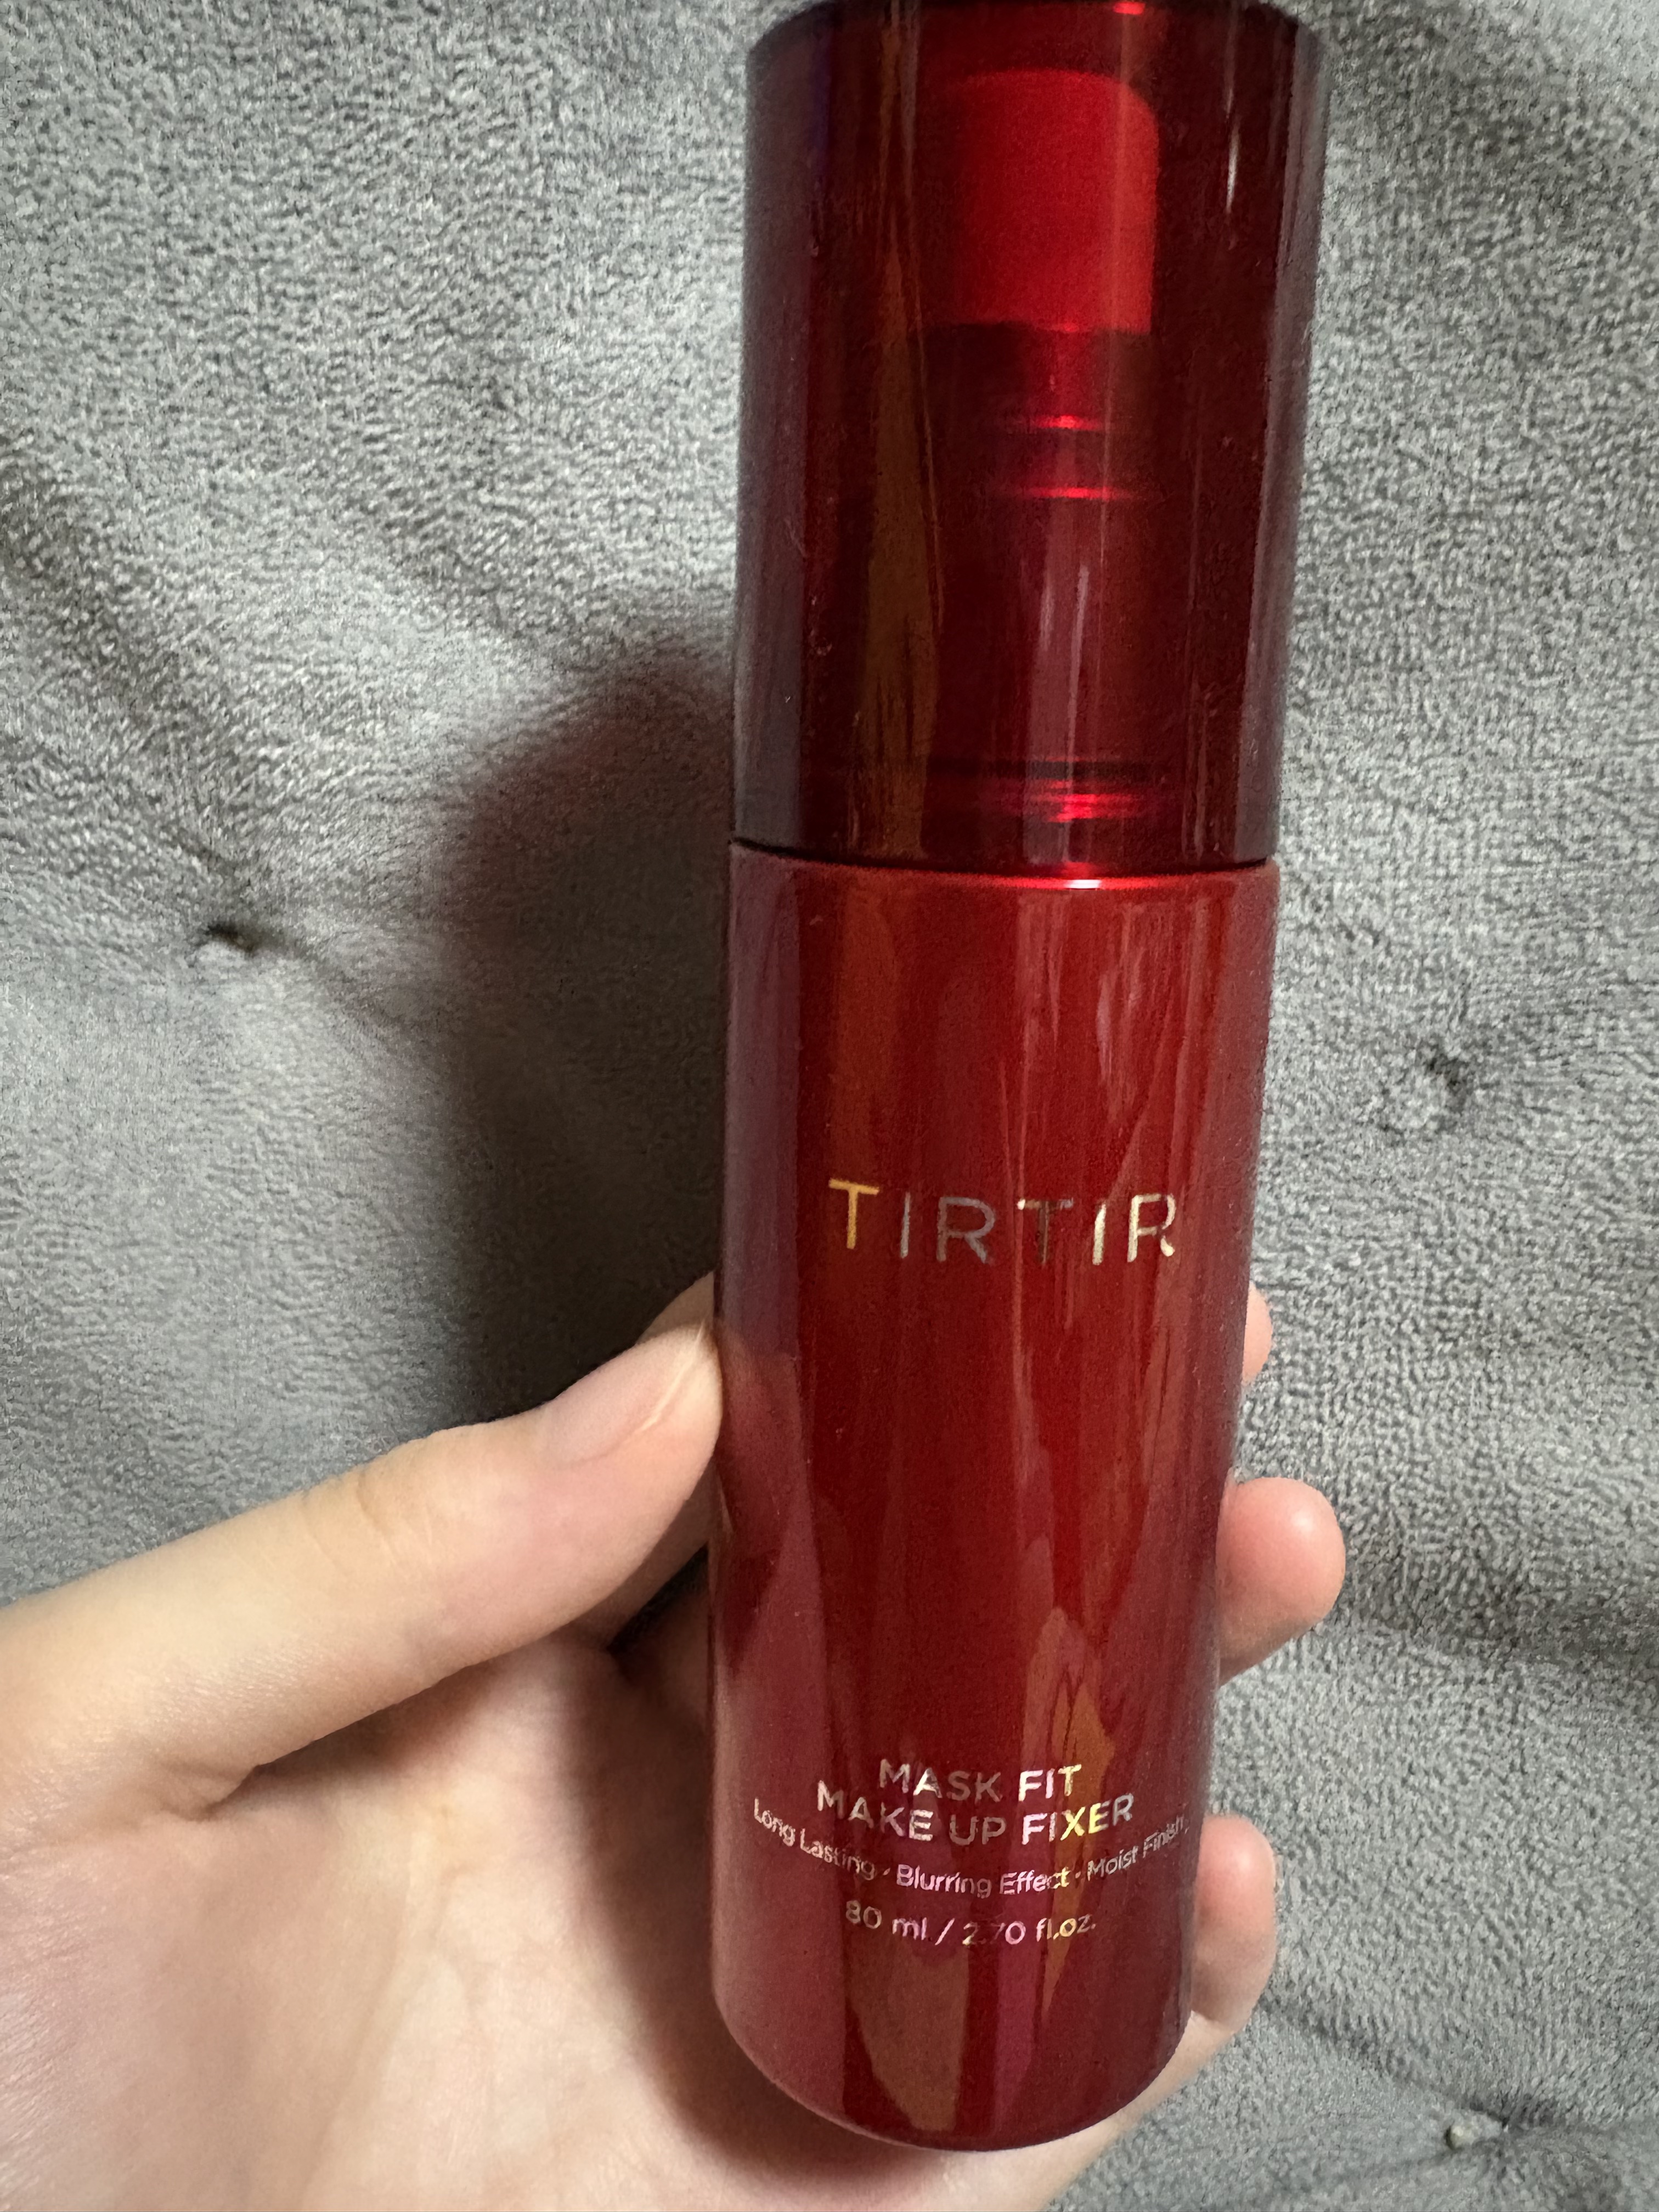 TIRTIR
MASK FIT
MAKE UP FIXER
Long Lasting · Blurring Effect · Moist Finish
80 ml / 2.70 fl.oz.